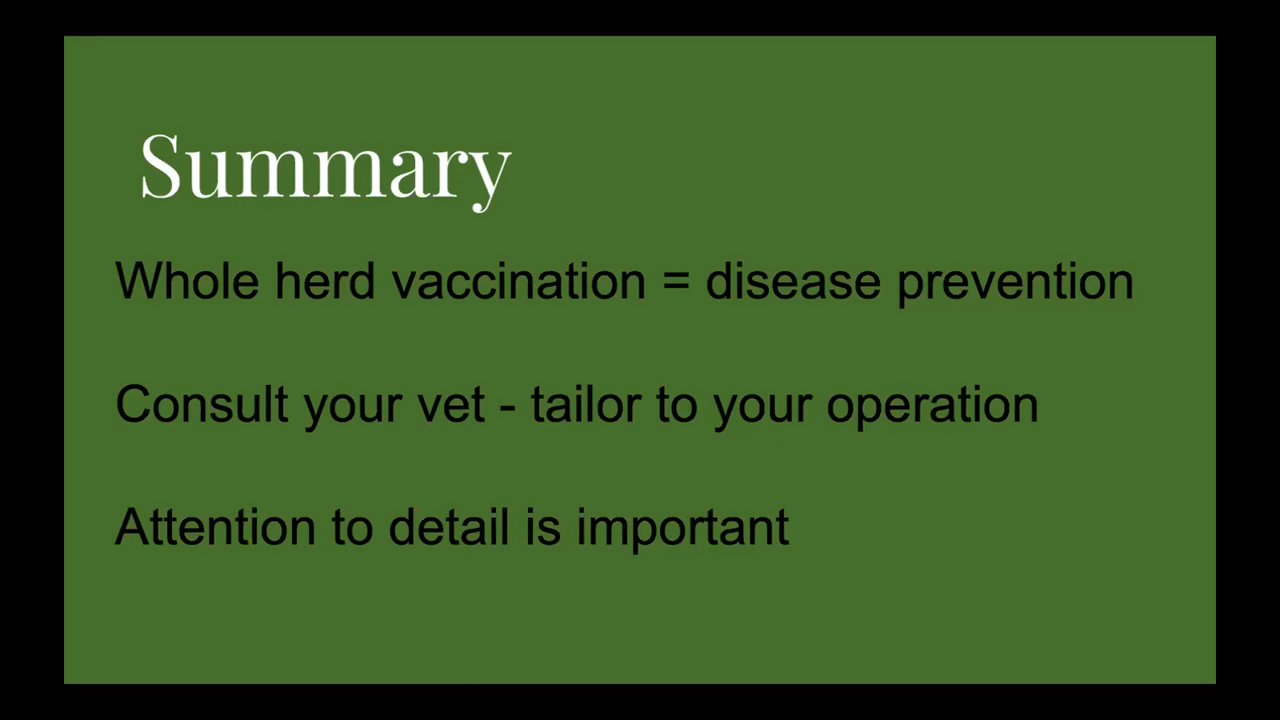 Summary
Whole herd vaccination = disease prevention
Consult your vet - tailor to your operation
Attention to detail is important